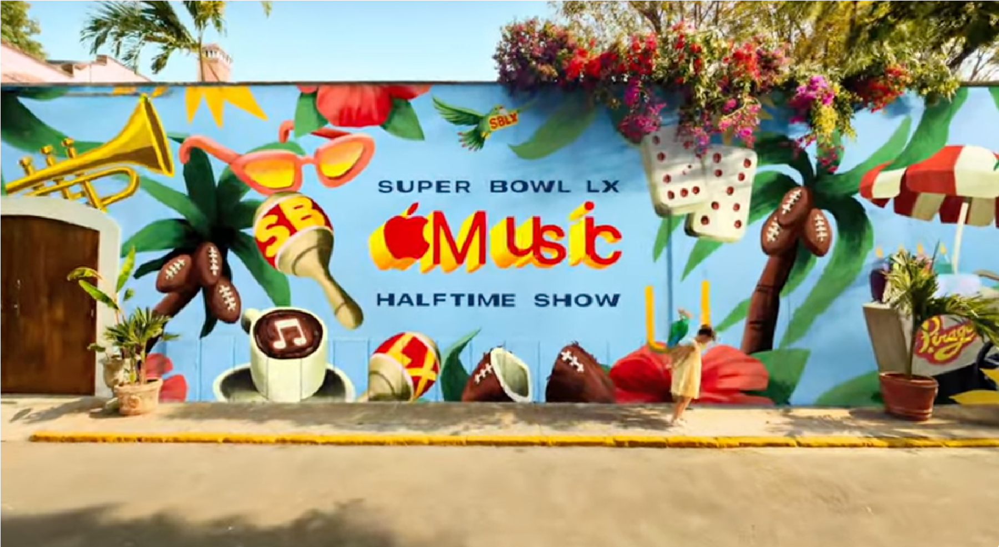 SBLX
SUPER BOWL LX
Music
HALFTIME SHOW
SB
LX
Piragu